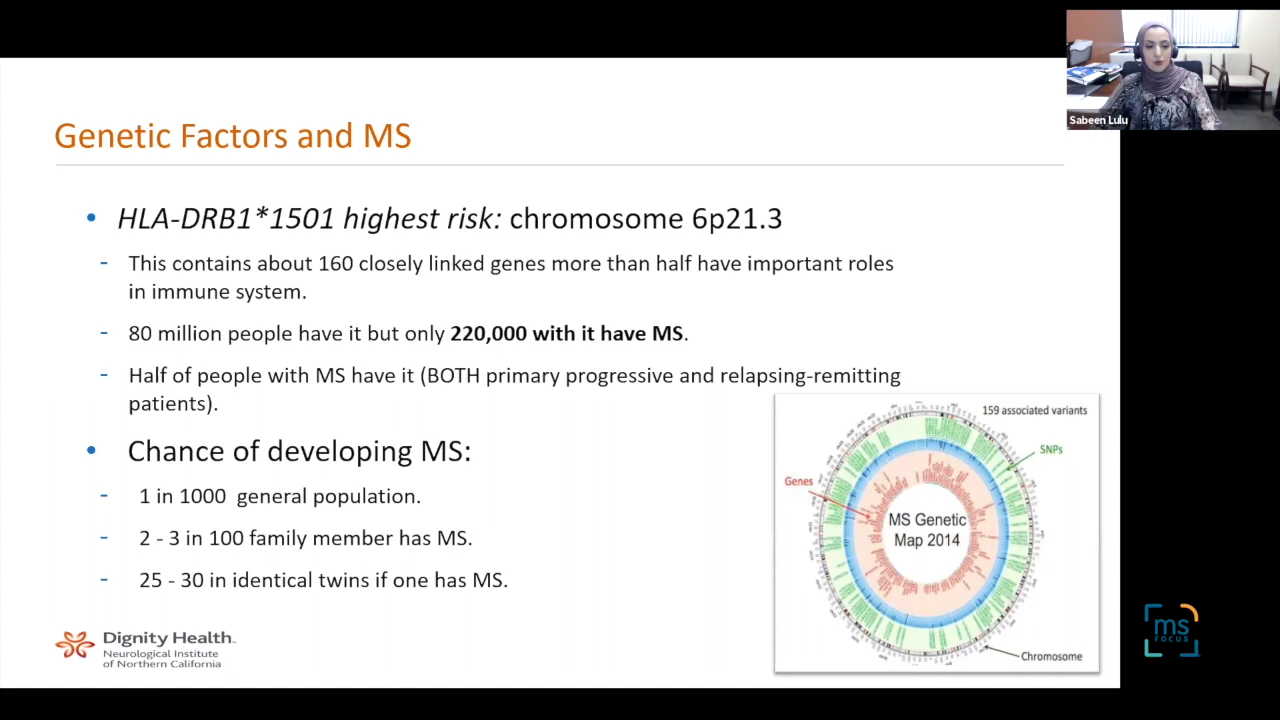 Sabeen Lulu
Genetic Factors and MS
• HLA-DRB1*1501 highest risk: chromosome 6p21.3
- This contains about 160 closely linked genes more than half have important roles
in immune system.
- 80 million people have it but only 220,000 with it have MS.
- Half of people with MS have it (BOTH primary progressive and relapsing-remitting
patients).
• Chance of developing MS:
- 1 in 1000 general population.
- 2 - 3 in 100 family member has MS.
- 25 - 30 in identical twins if one has MS.
159 associated variants
SNPs
Genes
MS Genetic
Map 2014
Chromosome
Dignity Health.
Neurological Institute
of Northern California
ms
FOCUS